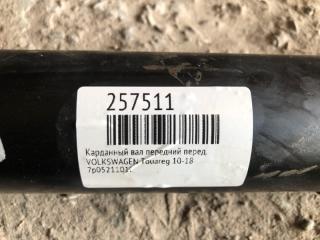 257511
Карданный вал передний перед.
VOLKSWAGEN Touareg 10-18